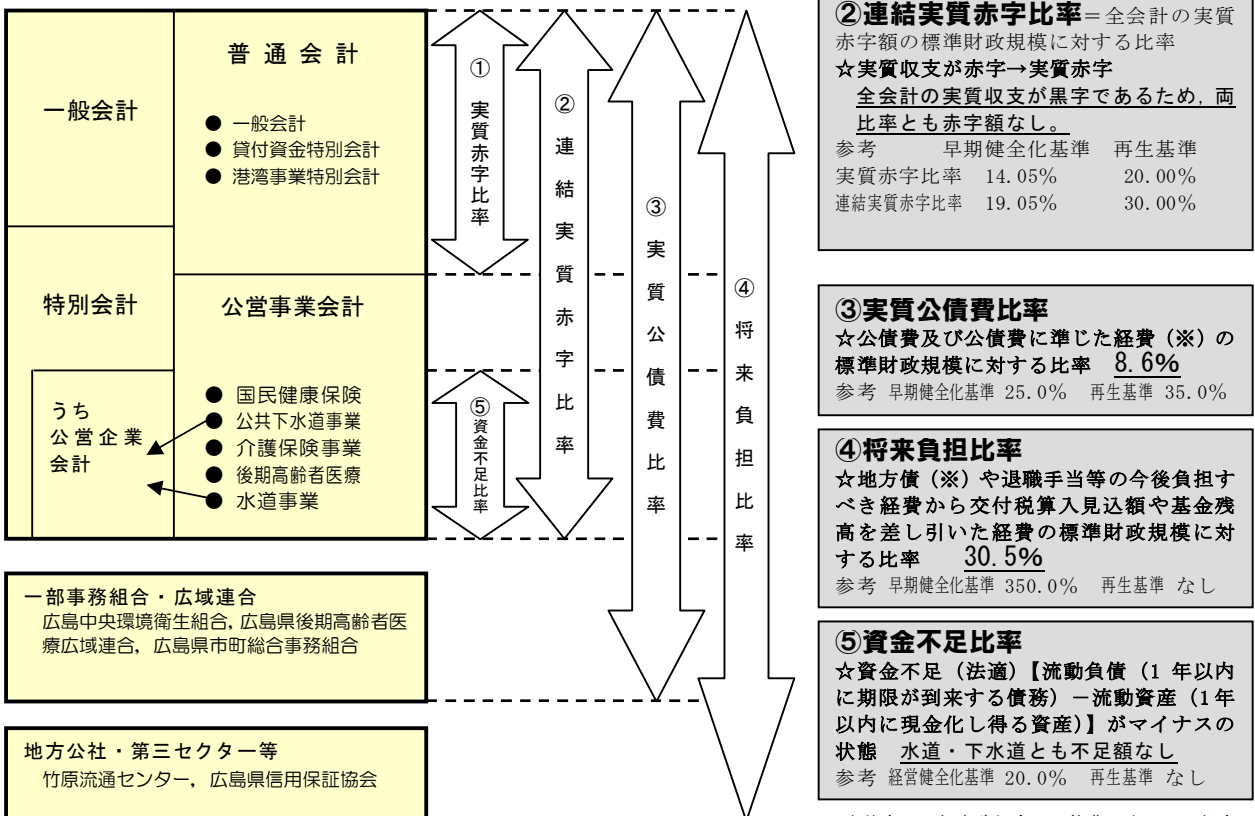 普通会計
一般会計
● 一般会計
● 貸付資金特別会計
● 港湾事業特別会計
特別会計
公営事業会計
うち
公営企業
会計
● 国民健康保険
● 公共下水道事業
● 介護保険事業
● 後期高齢者医療
● 水道事業
①実質赤字比率
②連結実質赤字比率
③実質公債費比率
④将来負担比率
⑤資金不足比率
一部事務組合・広域連合
広島中央環境衛生組合,広島県後期高齢者医
療広域連合，広島県市町総合事務組合
地方公社・第三セクター等
竹原流通センター，広島県信用保証協会
②連結実質赤字比率＝全会計の実質
赤字額の標準財政規模に対する比率
☆実質収支が赤字→実質赤字
全会計の実質収支が黒字であるため，両
比率とも赤字額なし。
参考 早期健全化基準 再生基準
実質赤字比率 14.05% 20.00%
連結実質赤字比率 19.05% 30.00%
③実質公債費比率
☆公債費及び公債費に準じた経費（※）の
標準財政規模に対する比率 8.6%
参考 早期健全化基準 25.0% 再生基準 35.0%
④将来負担比率
☆地方債（※）や退職手当等の今後負担す
べき経費から交付税算入見込額や基金残
高を差し引いた経費の標準財政規模に対
する比率 30.5%
参考 早期健全化基準 350.0% 再生基準 なし
⑤資金不足比率
☆資金不足（法適）【流動負債（1 年以内
に期限が到来する債務）－流動資産（1年
以内に現金化し得る資産）】がマイナスの
状態 水道・下水道とも不足額なし
参考 経営健全化基準 20.0% 再生基準 なし